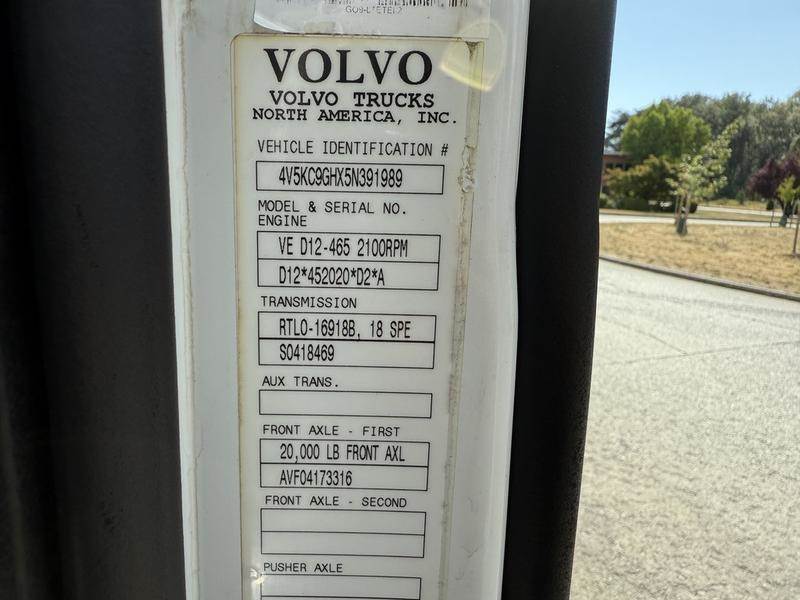 VOLVO
VOLVO TRUCKS
NORTH AMERICA, INC.
VEHICLE IDENTIFICATION #
4V5KC9GHX5N391989
MODEL & SERIAL NO.
ENGINE
VE D12-465 2100RPM
D12*452020*D2*A
TRANSMISSION
RTLO-16918B, 18 SPE
S0418469
AUX TRANS.
FRONT AXLE - FIRST
20,000 LB FRONT AXL
AVF04173316
FRONT AXLE - SECOND
PUSHER AXLE